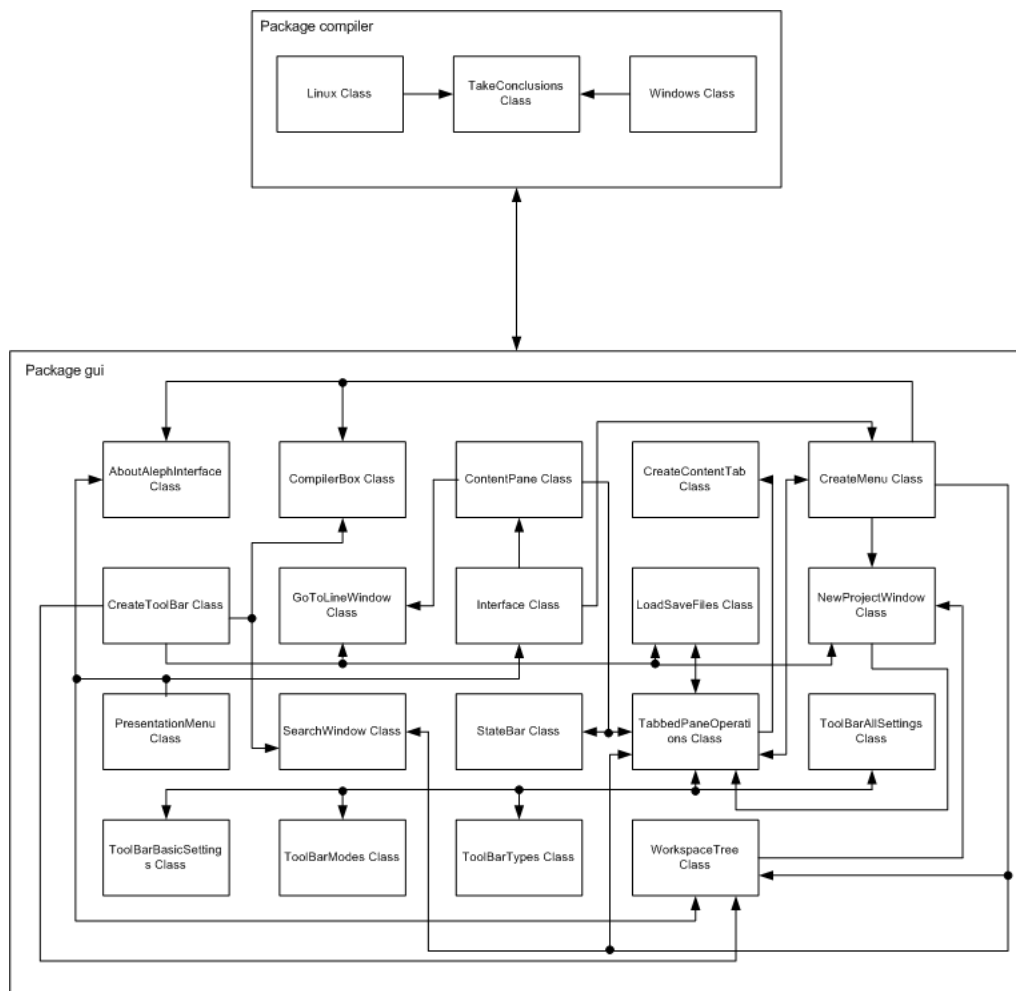 Package compiler
Linux Class
TakeConclusions
Class
Windows Class
Package gui
AboutAlephInterface
Class
CompilerBox Class
ContentPane Class
CreateContentTab
Class
CreateMenu Class
CreateToolBar Class
GoToLineWindow
Class
Interface Class
LoadSaveFiles Class
NewProjectWindow
Class
PresentationMenu
Class
SearchWindow Class
StateBar Class
TabbedPaneOperati
ons Class
ToolBarAllSettings
Class
ToolBarBasicSetting
s Class
ToolBarModes Class
ToolBarTypes Class
WorkspaceTree
Class